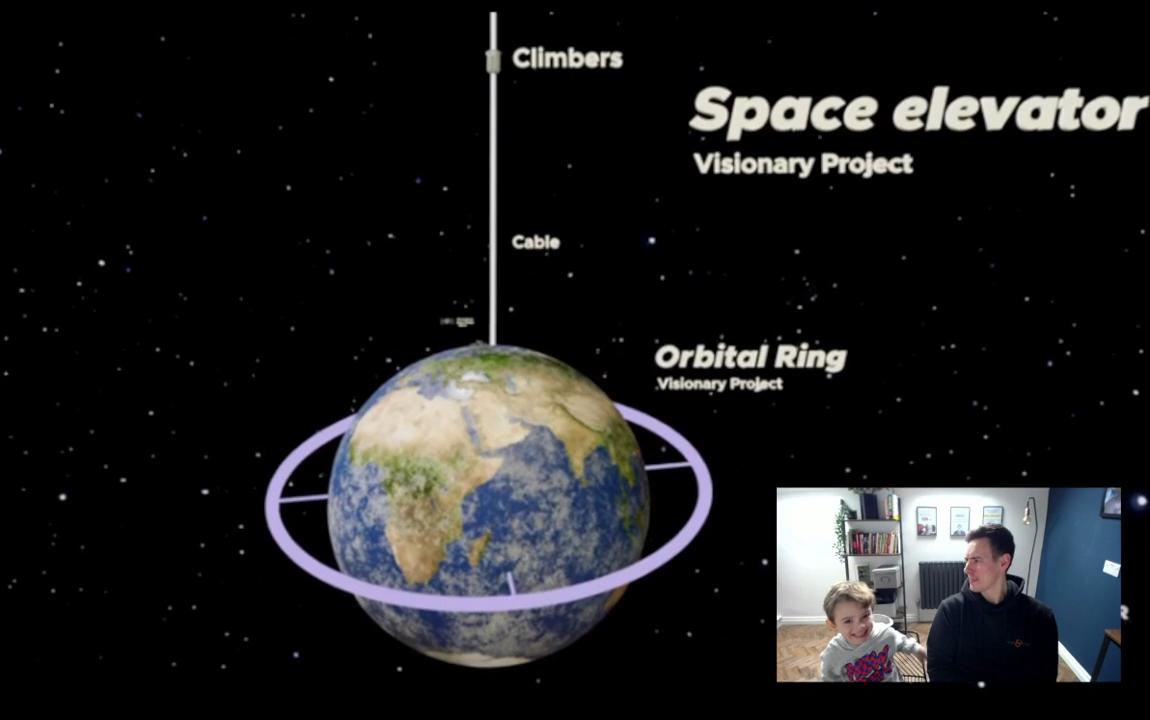 Climbers
Space elevator
Visionary Project
Cable
Orbital Ring
Visionary Project
R